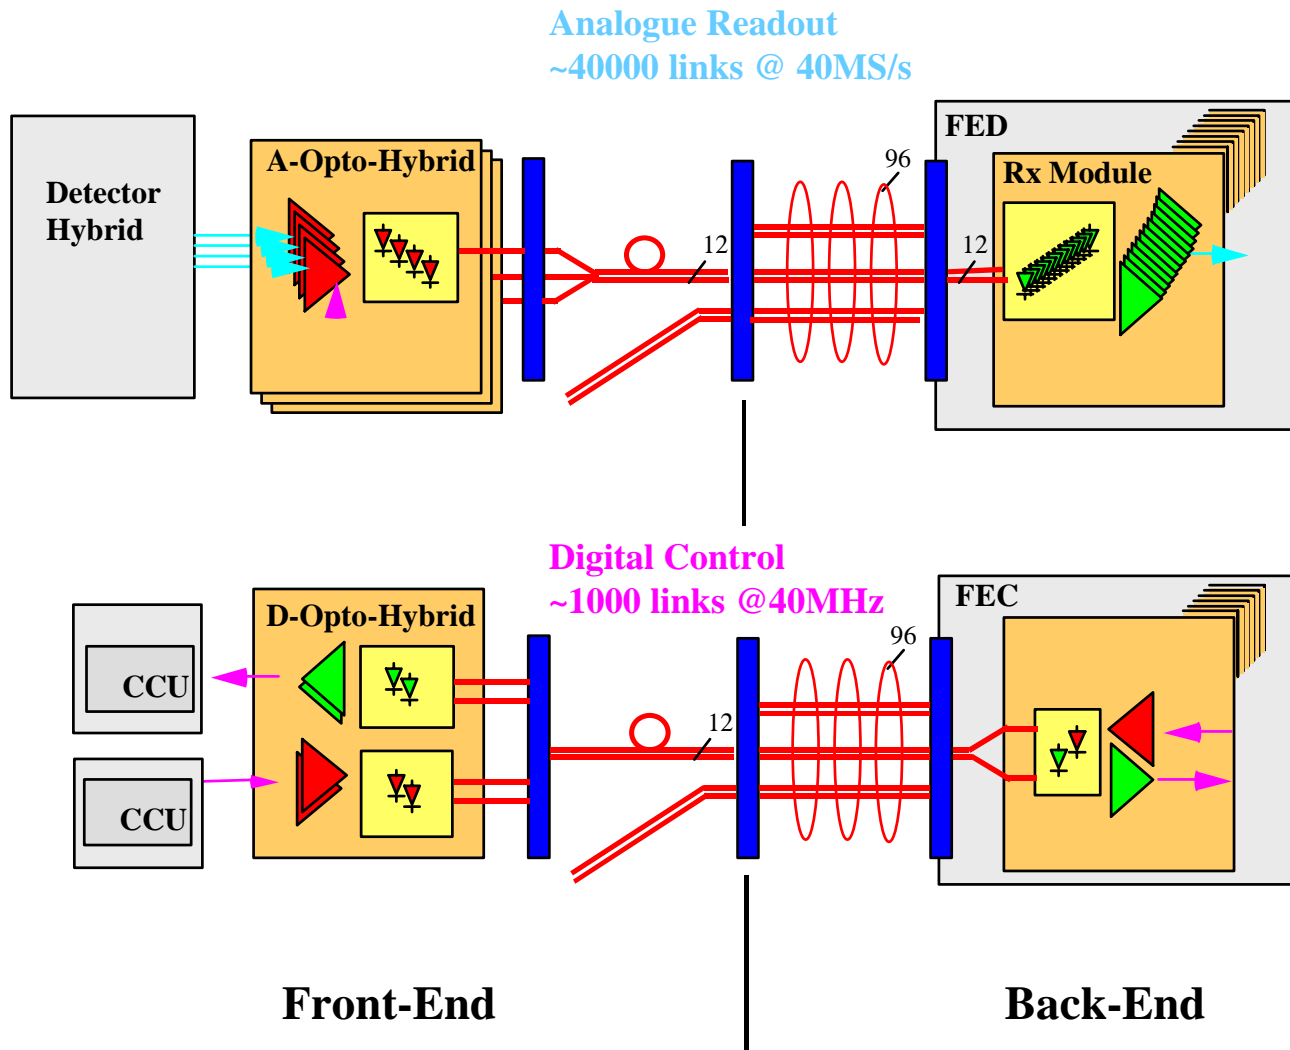 Analogue Readout
~40000 links @ 40MS/s
Detector
Hybrid
A-Opto-Hybrid
12
96
FED
Rx Module
12
Digital Control
~1000 links @40MHz
CCU
CCU
D-Opto-Hybrid
12
96
FEC
Front-End
Back-End